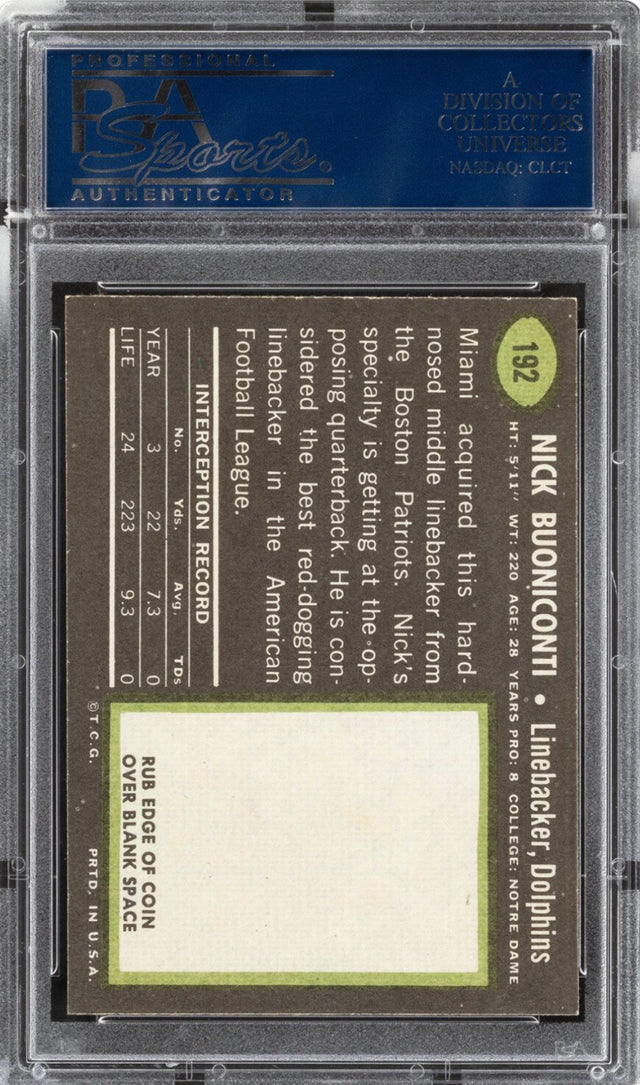 PROFESSIONAL
PSA
Sports
AUTHENTICATOR
A
DIVISION OF
COLLECTORS
UNIVERSE
NASDAQ: CLCT
192
NICK BUONICONTI • Linebacker, Dolphins
HT: 5'11" WT: 220 AGE: 28 YEARS PRO: 8 COLLEGE: NOTRE DAME
Miami acquired this hard-
nosed middle linebacker from
the Boston Patriots. Nick's
specialty is getting at the op-
posing quarterback. He is con-
sidered the best red-dogging
linebacker in the American
Football League.
INTERCEPTION RECORD
No. Yds. Avg. TDs
YEAR 3 22 7.3 0
LIFE 24 223 9.3 0
RUB EDGE OF COIN
OVER BLANK SPACE
©T.C.G. PRTD. IN U.S.A.
PSA